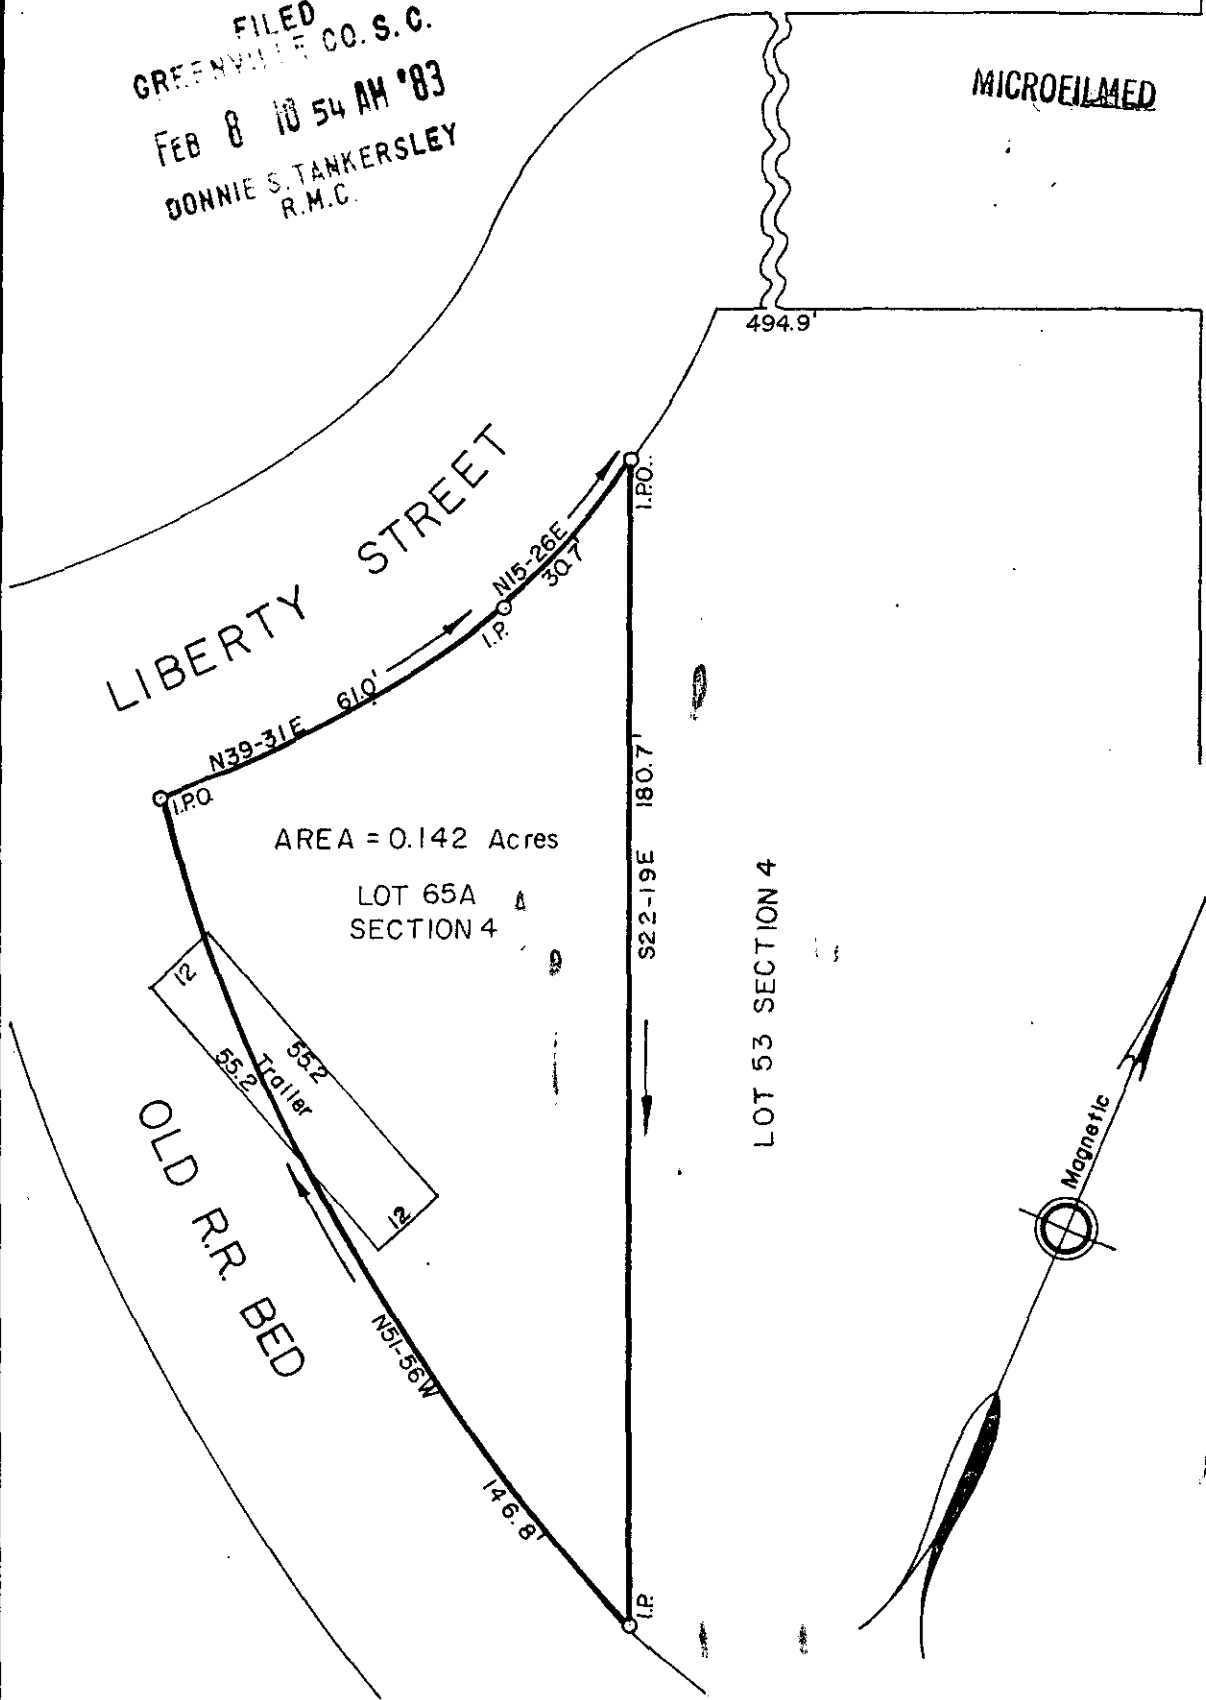 FILED
GREENVILLE CO. S. C.
FEB 8 10 54 AM '83
DONNIE S. TANKERSLEY
R.M.C.
MICROFILMED
494.9'
LIBERTY STREET
I.P.O.
N15-26E
30.7'
I.P.
61.0'
N39-31E
I.P.O.
AREA = 0.142 Acres
LOT 65A
SECTION 4
S22-19E 180.7'
LOT 53 SECTION 4
12
55.2
Trailer
55.2
12
OLD R.R. BED
N51-56W
146.8'
I.P.
Magnetic